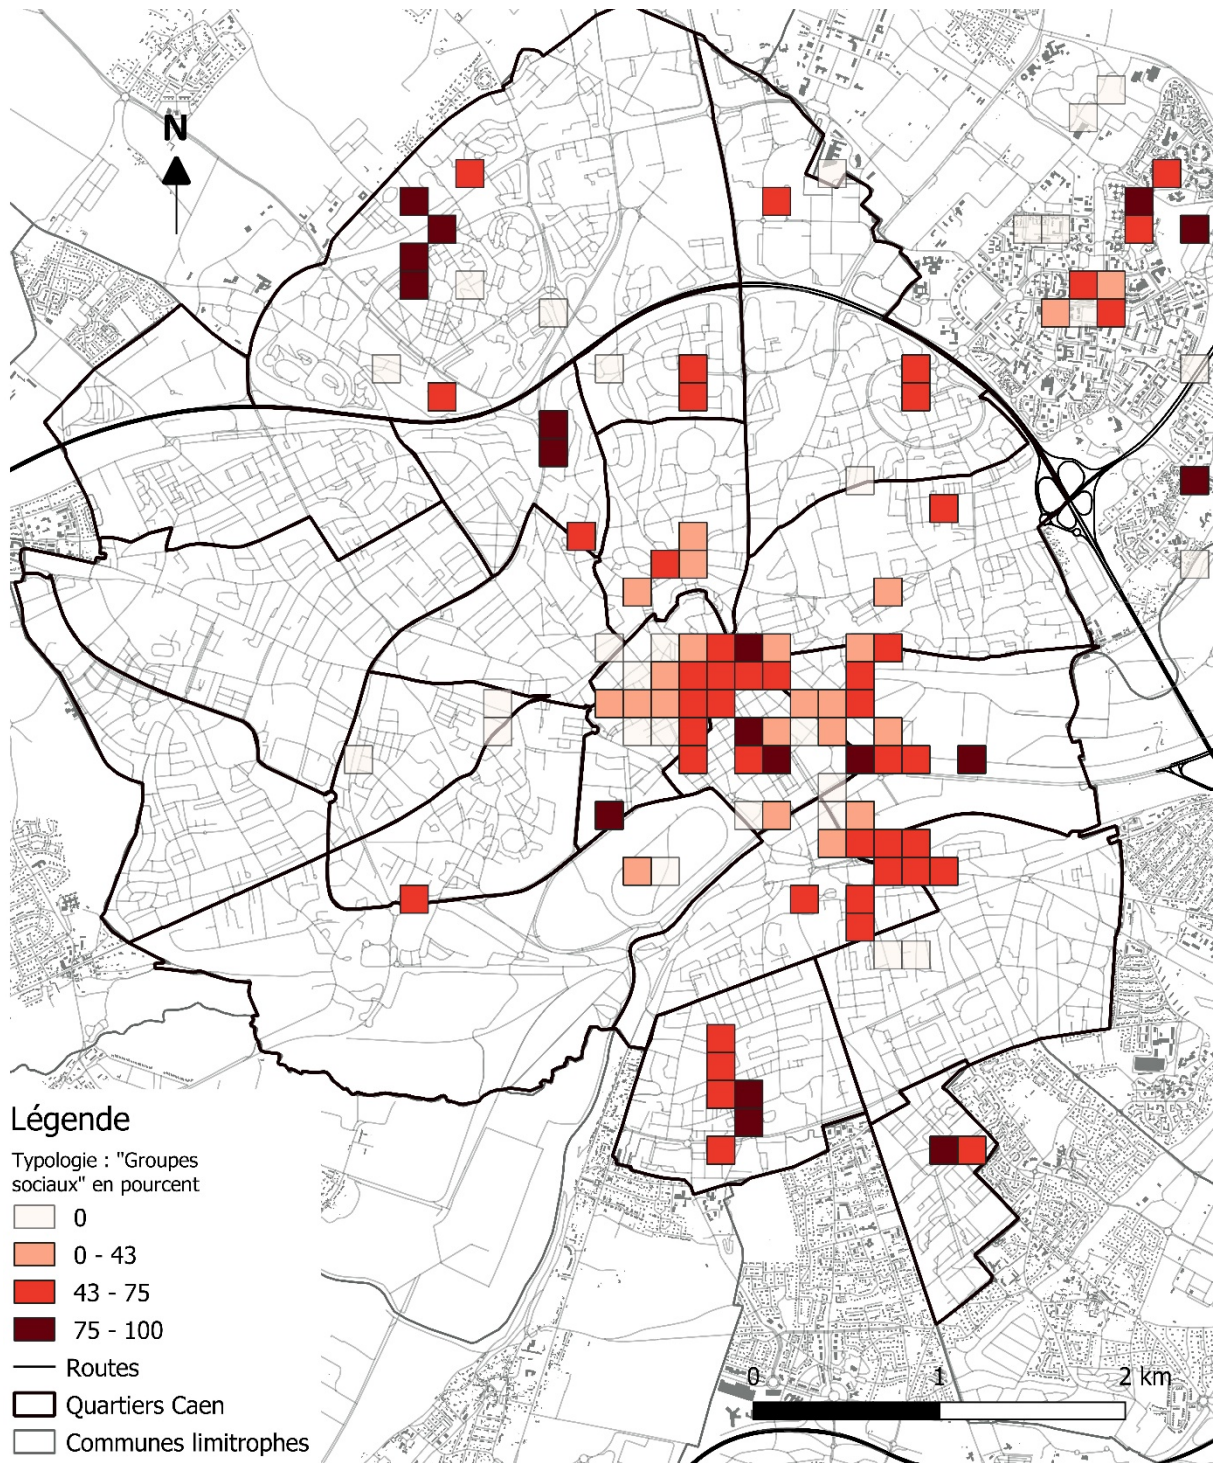 N
Légende
Typologie : "Groupes
sociaux" en pourcent
0
0 - 43
43 - 75
75 - 100
Routes
Quartiers Caen
Communes limitrophes
0 1 2 km